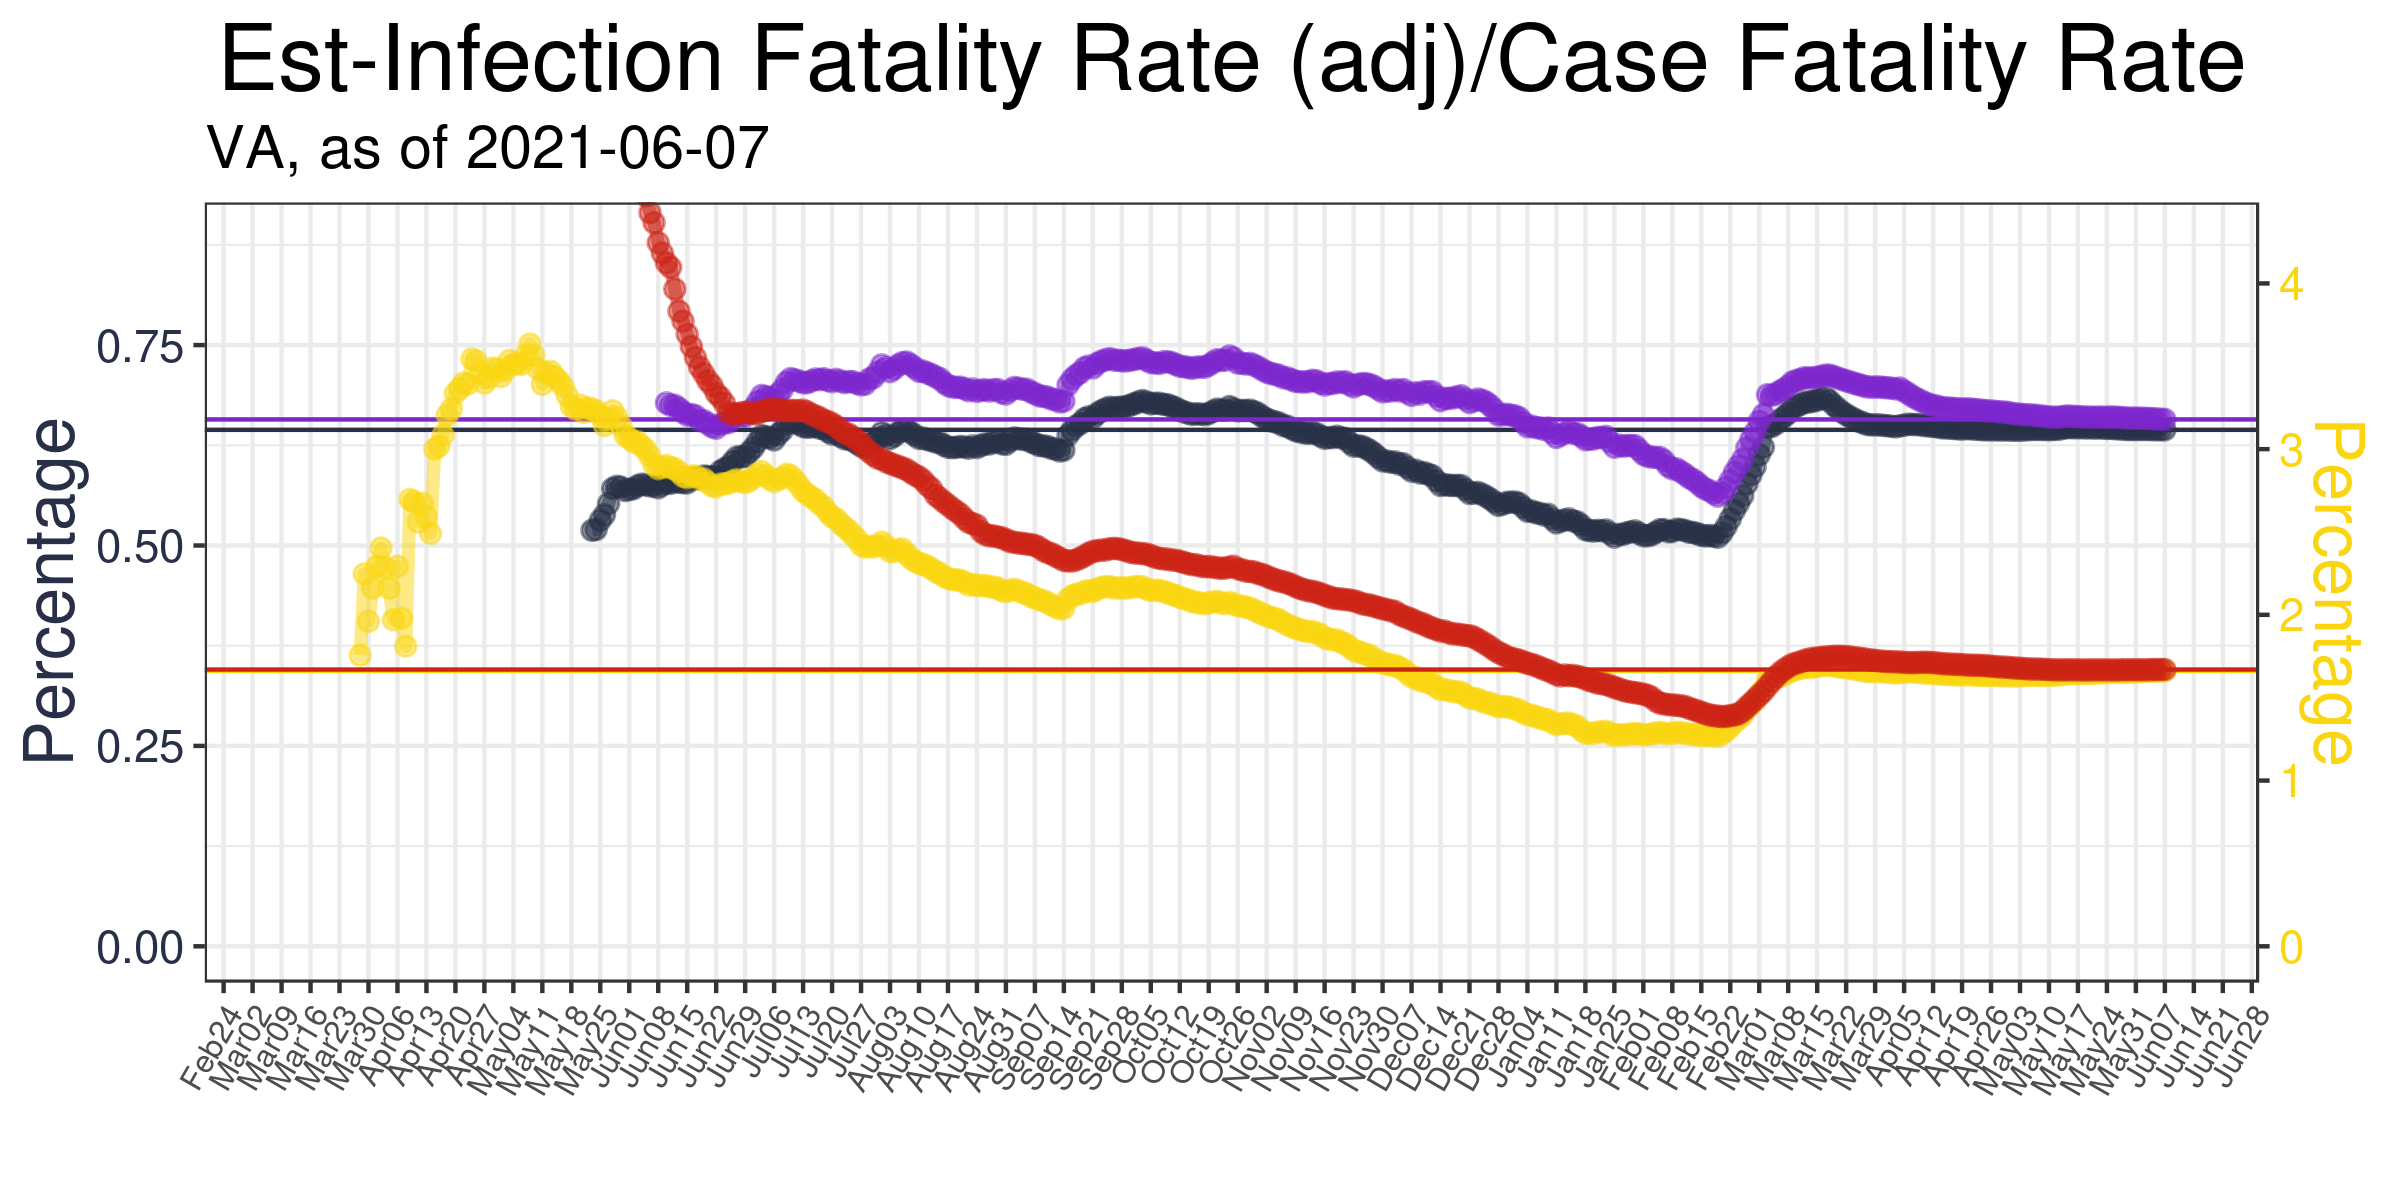 Est-Infection Fatality Rate (adj)/Case Fatality Rate
VA, as of 2021-06-07
Percentage
0.75
0.50
0.25
0.00
4
3
2
1
0
Percentage
Feb24
Mar02
Mar09
Mar16
Mar23
Mar30
Apr06
Apr13
Apr20
Apr27
May04
May11
May18
May25
Jun01
Jun08
Jun15
Jun22
Jun29
Jul06
Jul13
Jul20
Jul27
Aug03
Aug10
Aug17
Aug24
Aug31
Sep07
Sep14
Sep21
Sep28
Oct05
Oct12
Oct19
Oct26
Nov02
Nov09
Nov16
Nov23
Nov30
Dec07
Dec14
Dec21
Dec28
Jan04
Jan11
Jan18
Jan25
Feb01
Feb08
Feb15
Feb22
Mar01
Mar08
Mar15
Mar22
Mar29
Apr05
Apr12
Apr19
Apr26
May03
May10
May17
May24
May31
Jun07
Jun14
Jun21
Jun28